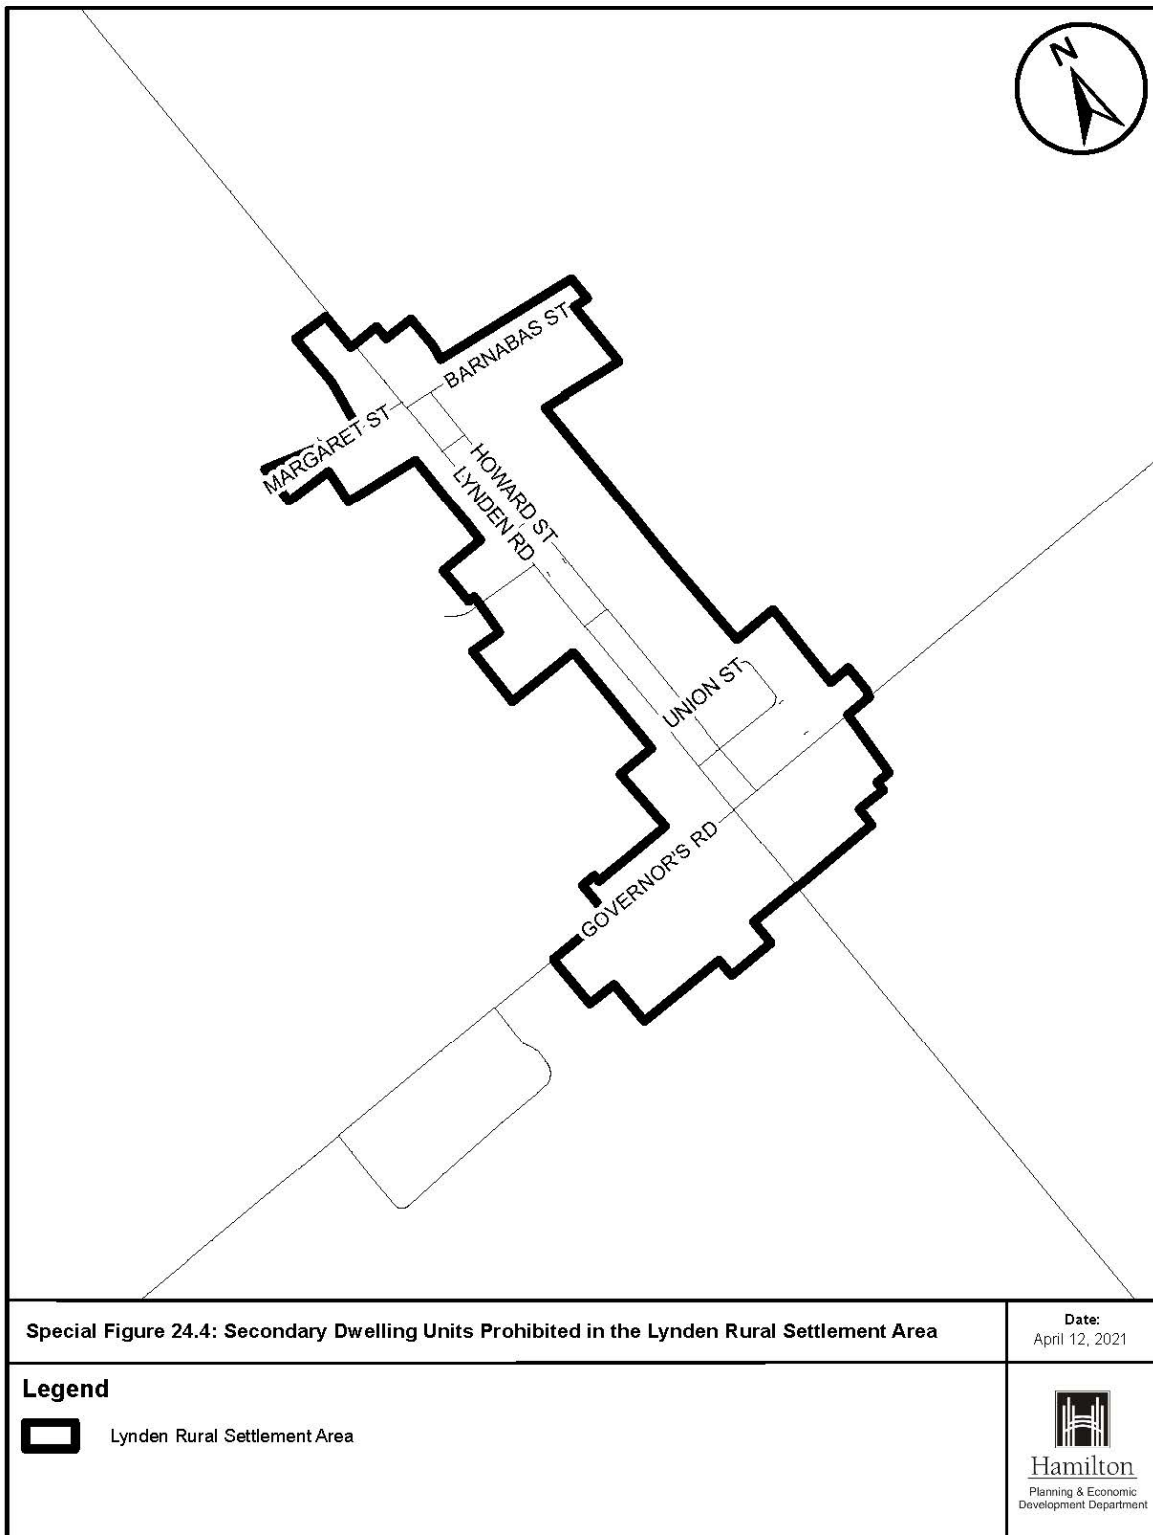 N
BARNABAS ST
MARGARET ST
HOWARD ST
LYNDEN RD
UNION ST
GOVERNOR'S RD
Special Figure 24.4: Secondary Dwelling Units Prohibited in the Lynden Rural Settlement Area
Date:
April 12, 2021
Legend
Lynden Rural Settlement Area
Hamilton
Planning & Economic
Development Department